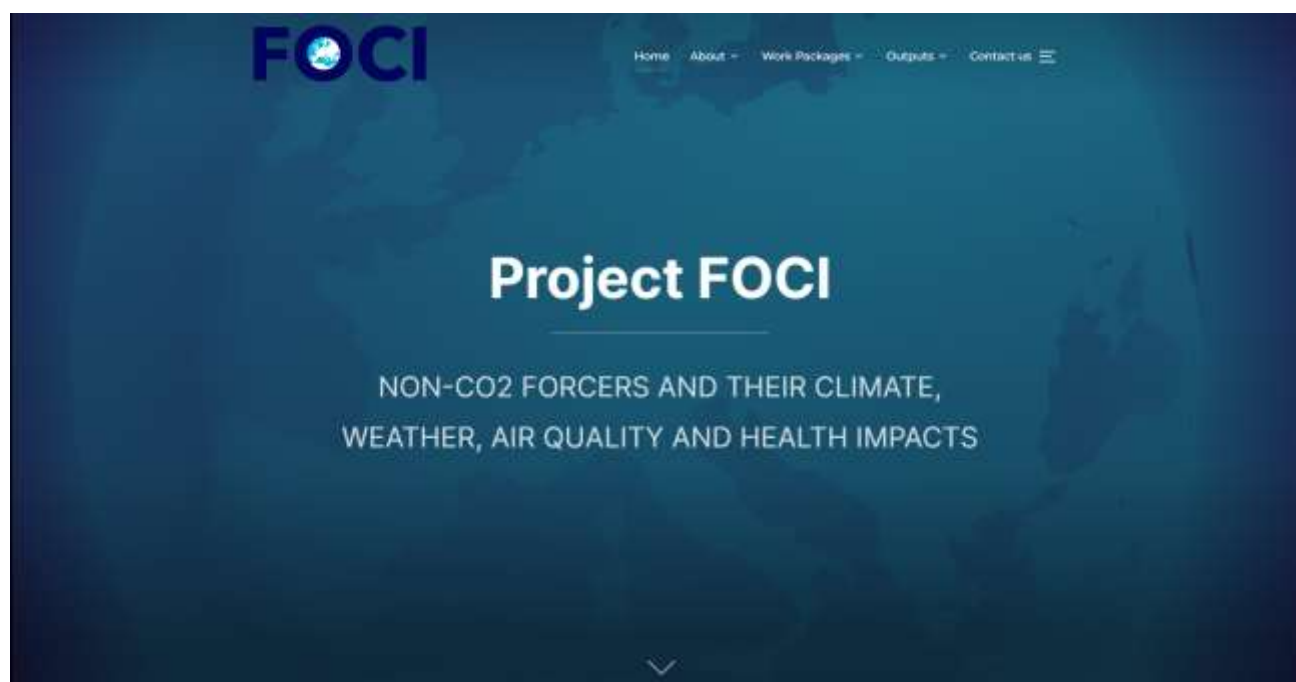 FOCI
Home About Work Packages Outputs Contact us
Project FOCI
NON-CO2 FORCERS AND THEIR CLIMATE,
WEATHER, AIR QUALITY AND HEALTH IMPACTS